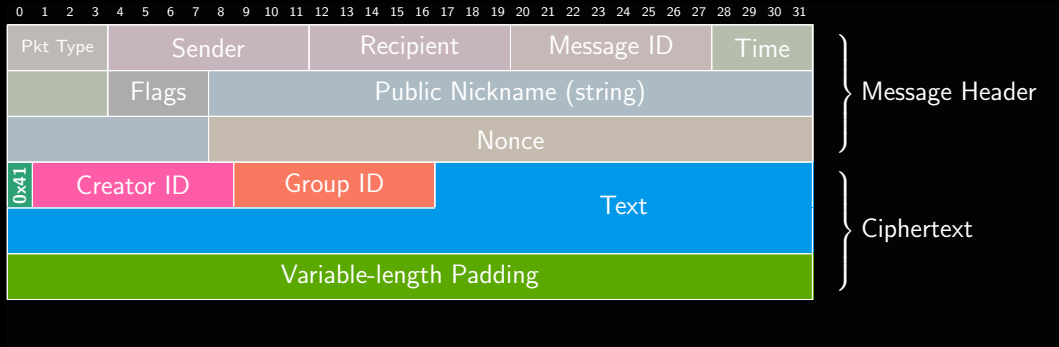 0 1 2 3 4 5 6 7 8 9 10 11 12 13 14 15 16 17 18 19 20 21 22 23 24 25 26 27 28 29 30 31
Pkt Type Sender Recipient Message ID Time
Flags Public Nickname (string)
Message Header
Nonce
0x41 Creator ID Group ID
Text
Ciphertext
Variable-length Padding